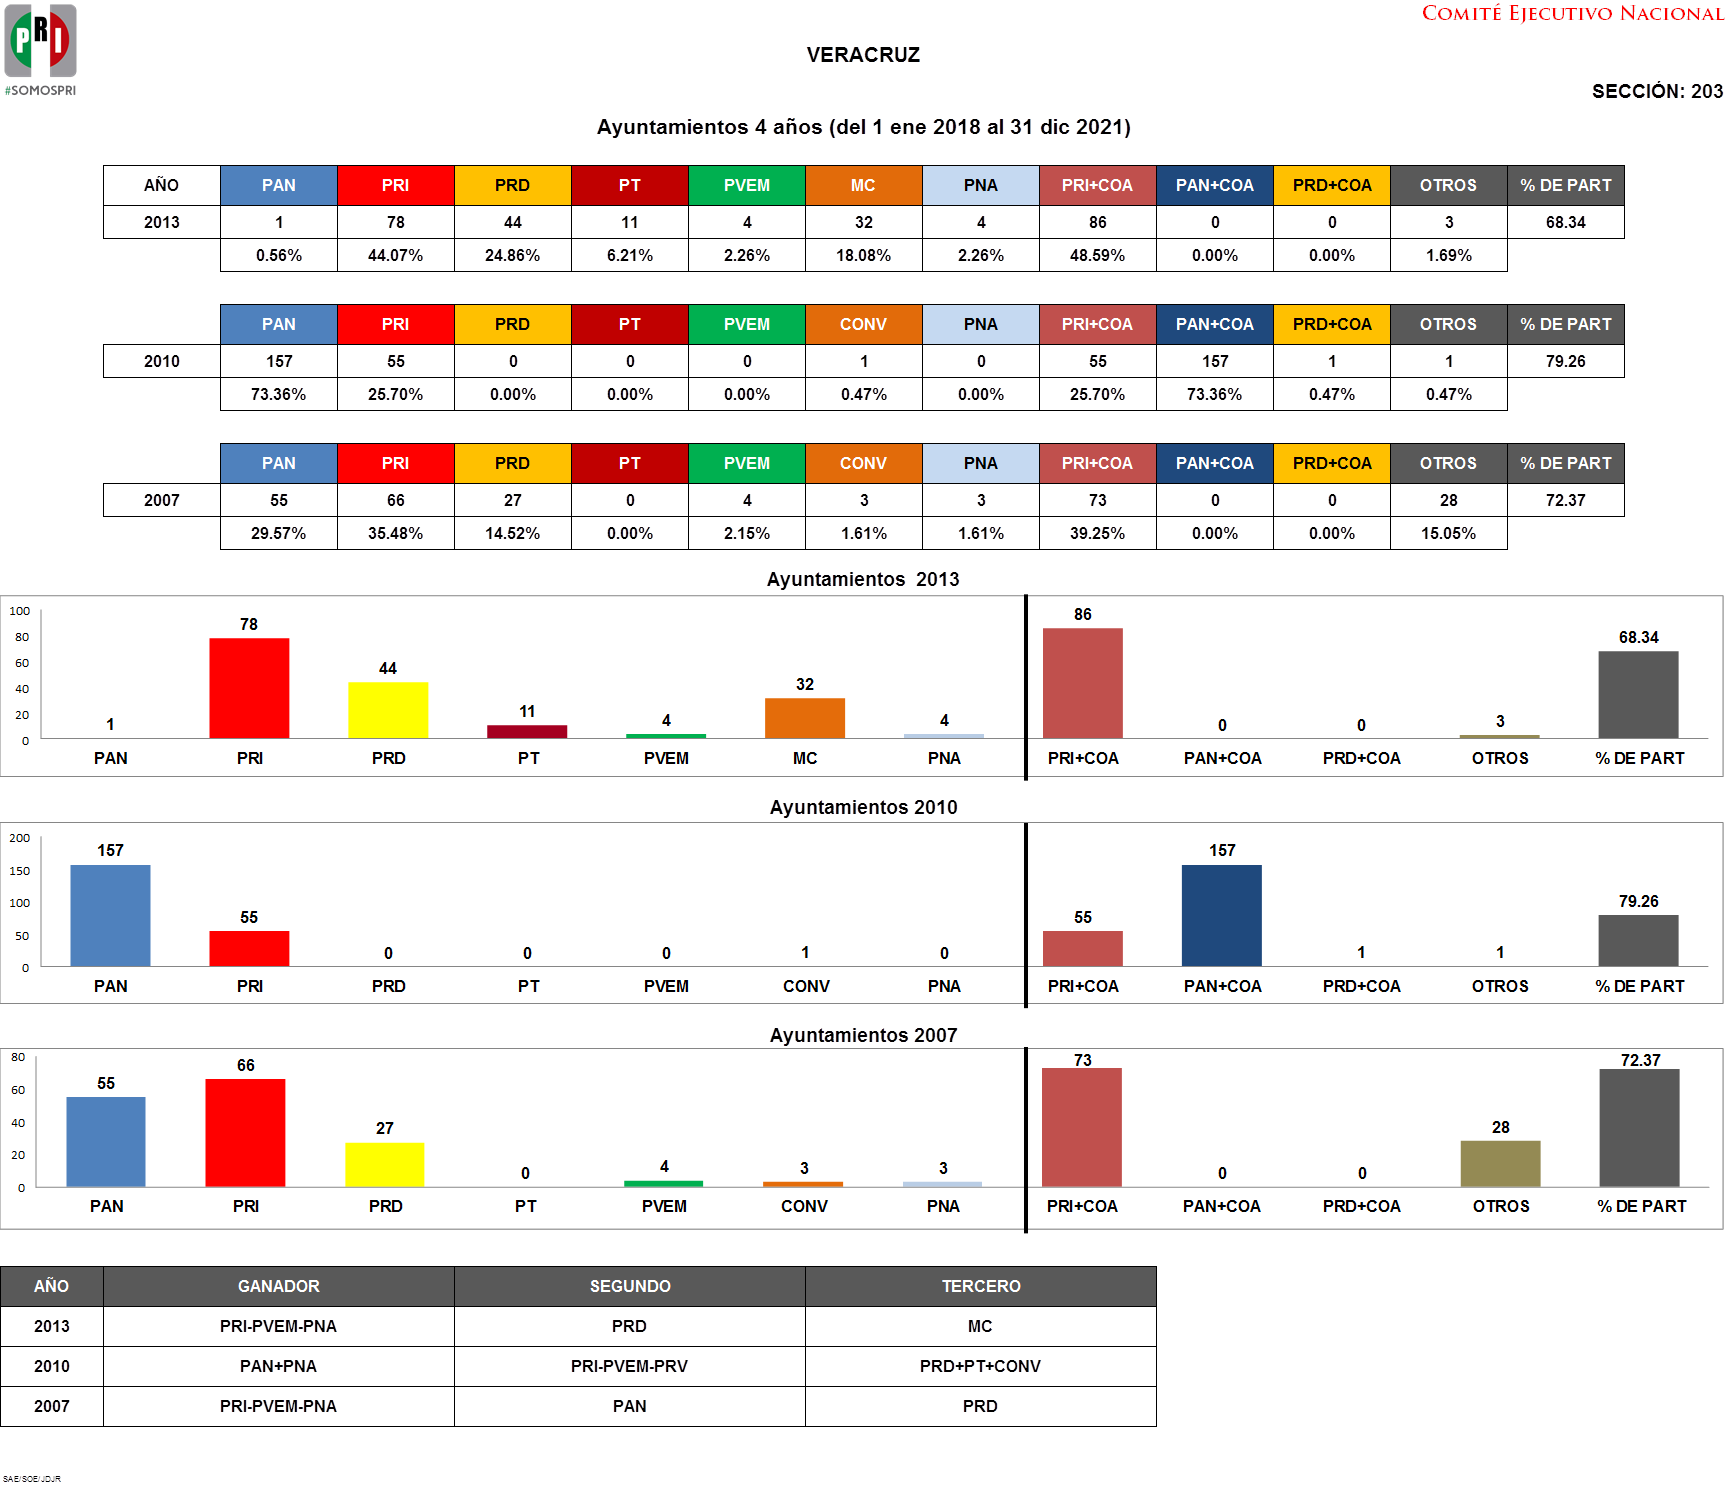 PRI
#SOMOSPRI
COMITÉ EJECUTIVO NACIONAL
VERACRUZ
SECCIÓN: 203
Ayuntamientos 4 años (del 1 ene 2018 al 31 dic 2021)
AÑO PAN PRI PRD PT PVEM MC PNA PRI+COA PAN+COA PRD+COA OTROS % DE PART
2013 1 78 44 11 4 32 4 86 0 0 3 68.34
0.56% 44.07% 24.86% 6.21% 2.26% 18.08% 2.26% 48.59% 0.00% 0.00% 1.69%
PAN PRI PRD PT PVEM CONV PNA PRI+COA PAN+COA PRD+COA OTROS % DE PART
2010 157 55 0 0 0 1 0 55 157 1 1 79.26
73.36% 25.70% 0.00% 0.00% 0.00% 0.47% 0.00% 25.70% 73.36% 0.47% 0.47%
PAN PRI PRD PT PVEM CONV PNA PRI+COA PAN+COA PRD+COA OTROS % DE PART
2007 55 66 27 0 4 3 3 73 0 0 28 72.37
29.57% 35.48% 14.52% 0.00% 2.15% 1.61% 1.61% 39.25% 0.00% 0.00% 15.05%
Ayuntamientos 2013
100
80
60
40
20
0
1 78 44 11 4 32 4 86 0 0 3 68.34
PAN PRI PRD PT PVEM MC PNA PRI+COA PAN+COA PRD+COA OTROS % DE PART
Ayuntamientos 2010
200
150
100
50
0
157 55 0 0 0 1 0 55 157 1 1 79.26
PAN PRI PRD PT PVEM CONV PNA PRI+COA PAN+COA PRD+COA OTROS % DE PART
Ayuntamientos 2007
80
60
40
20
0
55 66 27 0 4 3 3 73 0 0 28 72.37
PAN PRI PRD PT PVEM CONV PNA PRI+COA PAN+COA PRD+COA OTROS % DE PART
AÑO GANADOR SEGUNDO TERCERO
2013 PRI-PVEM-PNA PRD MC
2010 PAN+PNA PRI-PVEM-PRV PRD+PT+CONV
2007 PRI-PVEM-PNA PAN PRD
SAE/SOE/JDJR